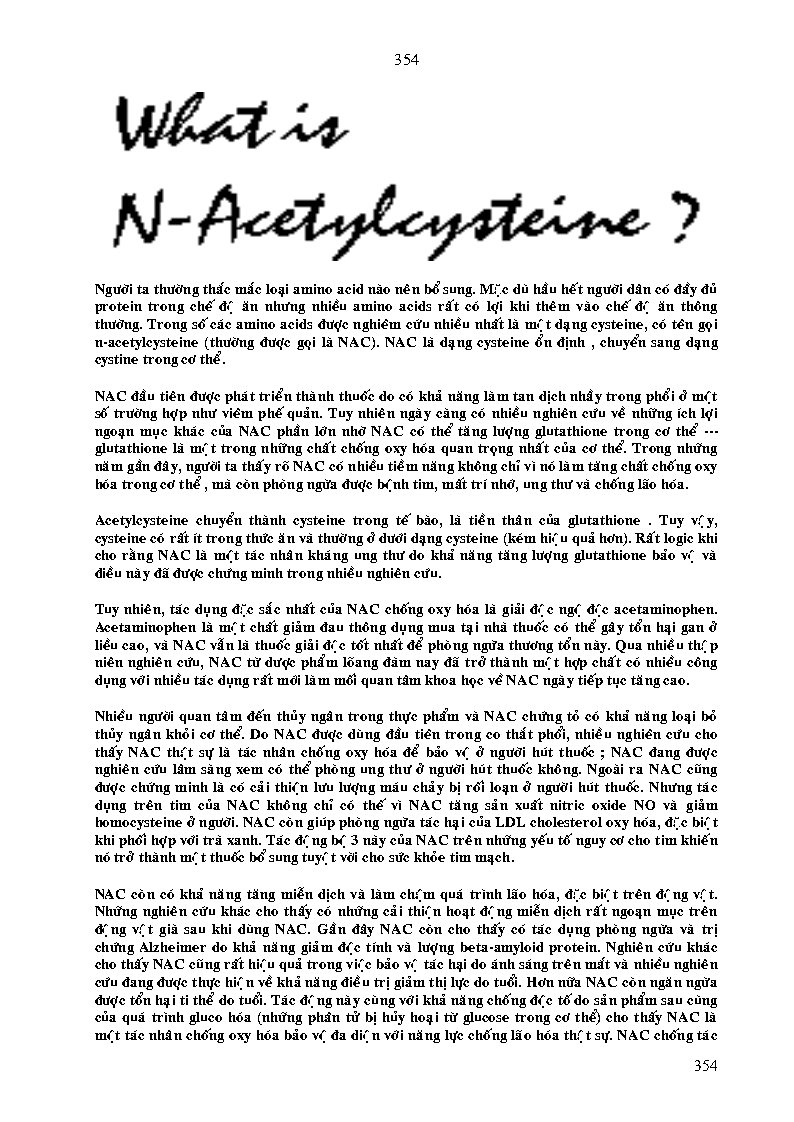 354
What is
N-Acetylcysteine ?
Người ta thường thắc mắc loại amino acid nào nên bổ sung. Mặc dù hầu hết người dân có đầy đủ
protein trong chế độ ăn nhưng nhiều amino acids rất có lợi khi thêm vào chế độ ăn thông
thường. Trong số các amino acids được nghiêm cứu nhiều nhất là một dạng cysteine, có tên gọi
n-acetylcysteine (thường được gọi là NAC). NAC là dạng cysteine ổn định , chuyển sang dạng
cystine trong cơ thể.
NAC đầu tiên được phát triển thành thuốc do có khả năng làm tan dịch nhầy trong phổi ở một
số trường hợp như viêm phế quản. Tuy nhiên ngày càng có nhiều nghiên cứu về những ích lợi
ngoạn mục khác của NAC phần lớn nhờ NAC có thể tăng lượng glutathione trong cơ thể ---
glutathione là một trong những chất chống oxy hóa quan trọng nhất của cơ thể. Trong những
năm gần đây, người ta thấy rõ NAC có nhiều tiềm năng không chỉ vì nó làm tăng chất chống oxy
hóa trong cơ thể , mà còn phòng ngừa được bệnh tim, mất trí nhớ, ung thư và chống lão hóa.
Acetylcysteine chuyển thành cysteine trong tế bào, là tiền thân của glutathione . Tuy vậy,
cysteine có rất ít trong thức ăn và thường ở dưới dạng cysteine (kém hiệu quả hơn). Rất logic khi
cho rằng NAC là một tác nhân kháng ung thư do khả năng tăng lượng glutathione bảo vệ và
điều này đã được chứng minh trong nhiều nghiên cứu.
Tuy nhiên, tác dụng đặc sắc nhất của NAC chống oxy hóa là giải độc ngộ độc acetaminophen.
Acetaminophen là một chất giảm đau thông dụng mua tại nhà thuốc có thể gây tổn hại gan ở
liều cao, và NAC vẫn là thuốc giải độc tốt nhất để phòng ngừa thương tổn này. Qua nhiều thập
niên nghiên cứu, NAC từ dược phẩm lõang đàm nay đã trở thành một hợp chất có nhiều công
dụng với nhiều tác dụng rất mới làm mối quan tâm khoa học về NAC ngày tiếp tục tăng cao.
Nhiều người quan tâm đến thủy ngân trong thực phẩm và NAC chứng tỏ có khả năng loại bỏ
thủy ngân khỏi cơ thể. Do NAC được dùng đầu tiên trong co thắt phổi, nhiều nghiên cứu cho
thấy NAC thật sự là tác nhân chống oxy hóa để bảo vệ ở người hút thuốc ; NAC đang được
nghiên cứu lâm sàng xem có thể phòng ung thư ở người hút thuốc không. Ngoài ra NAC cũng
được chứng minh là có cải thiện lưu lượng máu chảy bị rối loạn ở người hút thuốc. Nhưng tác
dụng trên tim của NAC không chỉ có thế vì NAC tăng sản xuất nitric oxide NO và giảm
homocysteine ở người. NAC còn giúp phòng ngừa tác hại của LDL cholesterol oxy hóa, đặc biệt
khi phối hợp với trà xanh. Tác động bộ 3 này của NAC trên những yếu tố nguy cơ cho tim khiến
nó trở thành một thuốc bổ sung tuyệt vời cho sức khỏe tim mạch.
NAC còn có khả năng tăng miễn dịch và làm chậm quá trình lão hóa, đặc biệt trên động vật.
Những nghiên cứu khác cho thấy có những cải thiện hoạt động miễn dịch rất ngoạn mục trên
động vật già sau khi dùng NAC. Gần đây NAC còn cho thấy có tác dụng phòng ngừa và trị
chứng Alzheimer do khả năng giảm độc tính và lượng beta-amyloid protein. Nghiên cứu khác
cho thấy NAC cũng rất hiệu quả trong việc bảo vệ tác hại do ánh sáng trên mắt và nhiều nghiên
cứu đang được thực hiện về khả năng điều trị giảm thị lực do tuổi. Hơn nữa NAC còn ngăn ngừa
được tổn hại ti thể do tuổi. Tác động này cùng với khả năng chống độc tố do sản phẩm sau cùng
của quá trình gluco hóa (những phân tử bị hủy hoại từ glucose trong cơ thể) cho thấy NAC là
một tác nhân chống oxy hóa bảo vệ đa diện với năng lực chống lão hóa thật sự. NAC chống tác
354